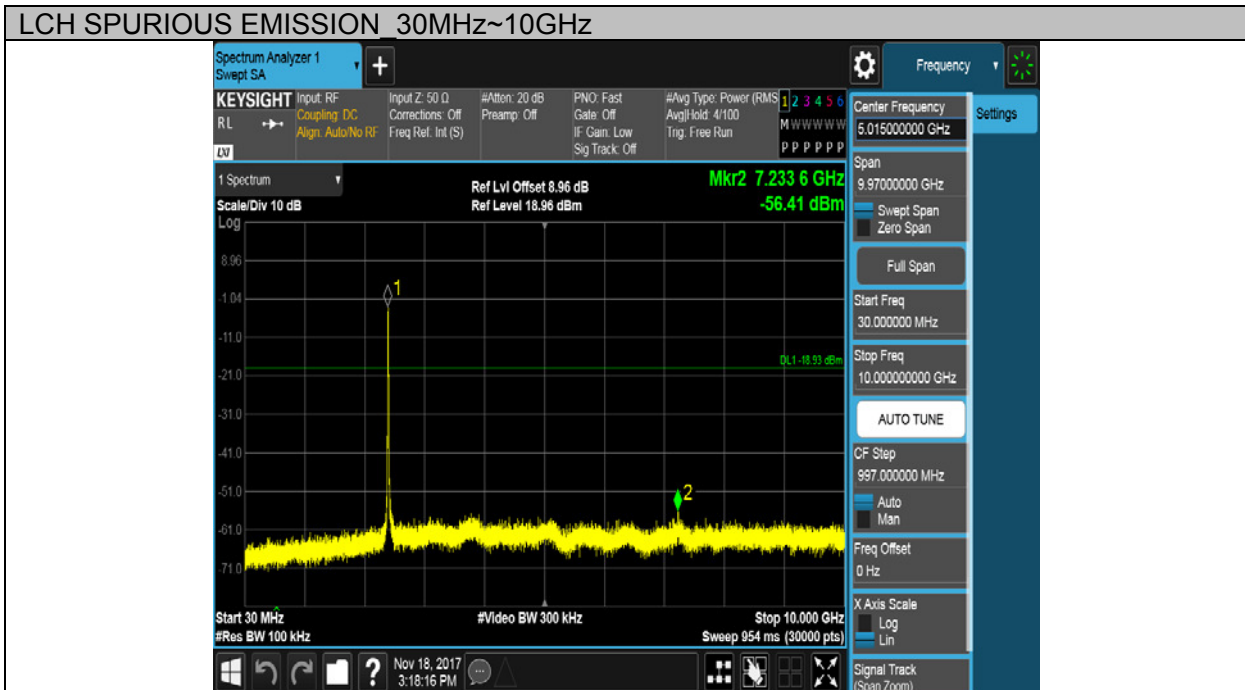 LCH SPURIOUS EMISSION_30MHz~10GHz
Spectrum Analyzer 1
Swept SA
+
Frequency
KEYSIGHT
RL
LXI
Input: RF
Coupling: DC
Align: Auto/No RF
Input Z: 50 Ω
Corrections: Off
Freq Ref: Int (S)
#Atten: 20 dB
Preamp: Off
PNO: Fast
Gate: Off
IF Gain: Low
Sig Track: Off
#Avg Type: Power (RMS
Avg|Hold: 4/100
Trig: Free Run
1 2 3 4 5 6
M W W W W W
P P P P P P
1 Spectrum
Scale/Div 10 dB
Ref Lvl Offset 8.96 dB
Ref Level 18.96 dBm
Mkr2 7.233 6 GHz
-56.41 dBm
Log
8.96
-1.04
-11.0
-21.0
-31.0
-41.0
-51.0
-61.0
-71.0
1
DL1 -18.93 dBm
2
Start 30 MHz
#Res BW 100 kHz
#Video BW 300 kHz
Stop 10.000 GHz
Sweep 954 ms (30000 pts)
?
Nov 18, 2017
3:18:16 PM
Center Frequency
5.015000000 GHz
Span
9.97000000 GHz
Swept Span
Zero Span
Full Span
Start Freq
30.000000 MHz
Stop Freq
10.000000000 GHz
AUTO TUNE
CF Step
997.000000 MHz
Auto
Man
Freq Offset
0 Hz
X Axis Scale
Log
Lin
Signal Track
(Span Zoom)
Settings